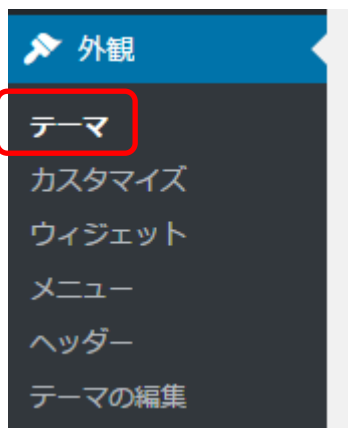 外観
テーマ
カスタマイズ
ウィジェット
メニュー
ヘッダー
テーマの編集